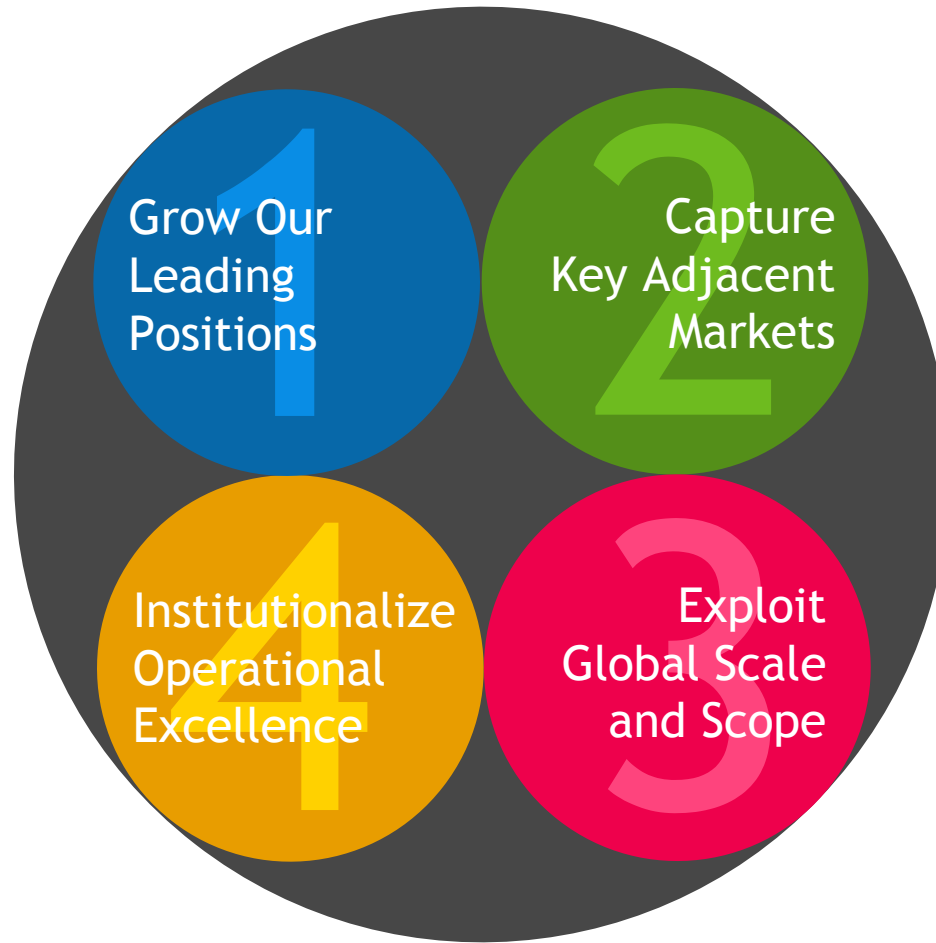 1
Grow Our
Leading
Positions
2
Capture
Key Adjacent
Markets
3
Exploit
Global Scale
and Scope
4
Institutionalize
Operational
Excellence